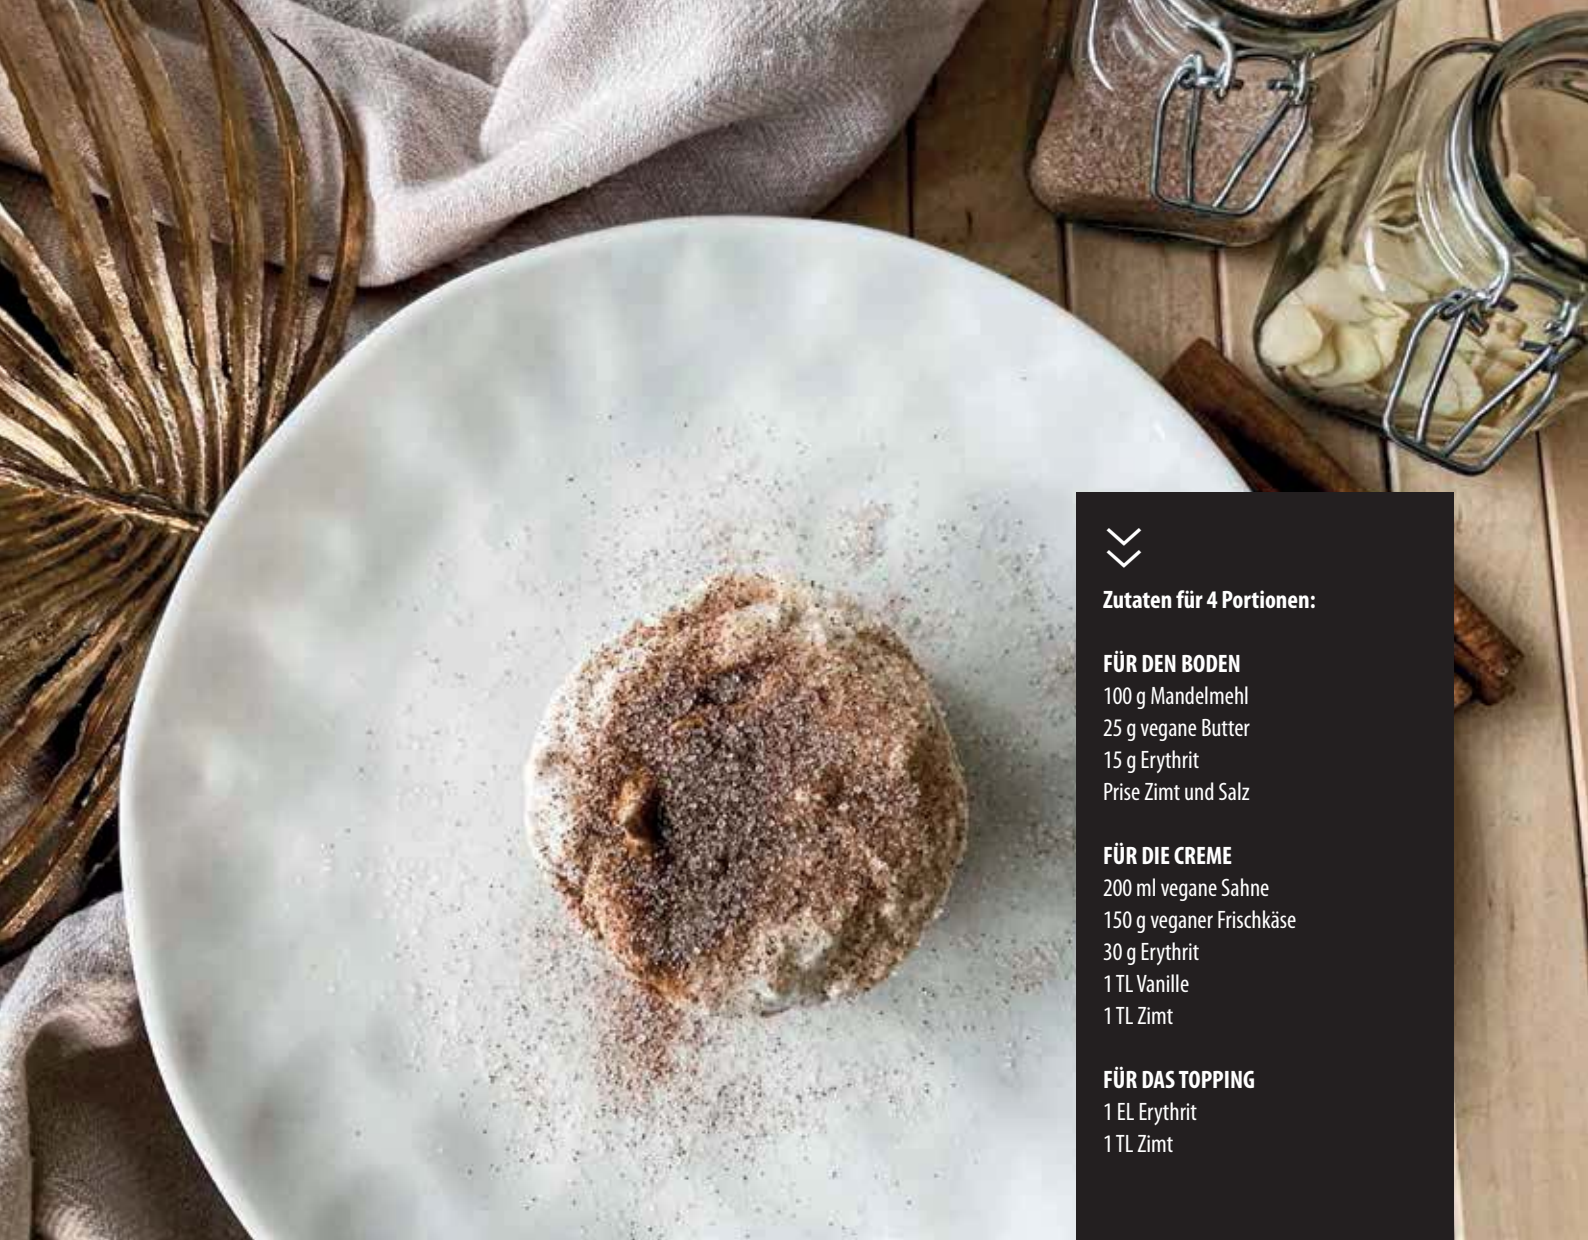 Zutaten für 4 Portionen:
FÜR DEN BODEN
100 g Mandelmehl
25 g vegane Butter
15 g Erythrit
Prise Zimt und Salz
FÜR DIE CREME
200 ml vegane Sahne
150 g veganer Frischkäse
30 g Erythrit
1 TL Vanille
1 TL Zimt
FÜR DAS TOPPING
1 EL Erythrit
1 TL Zimt